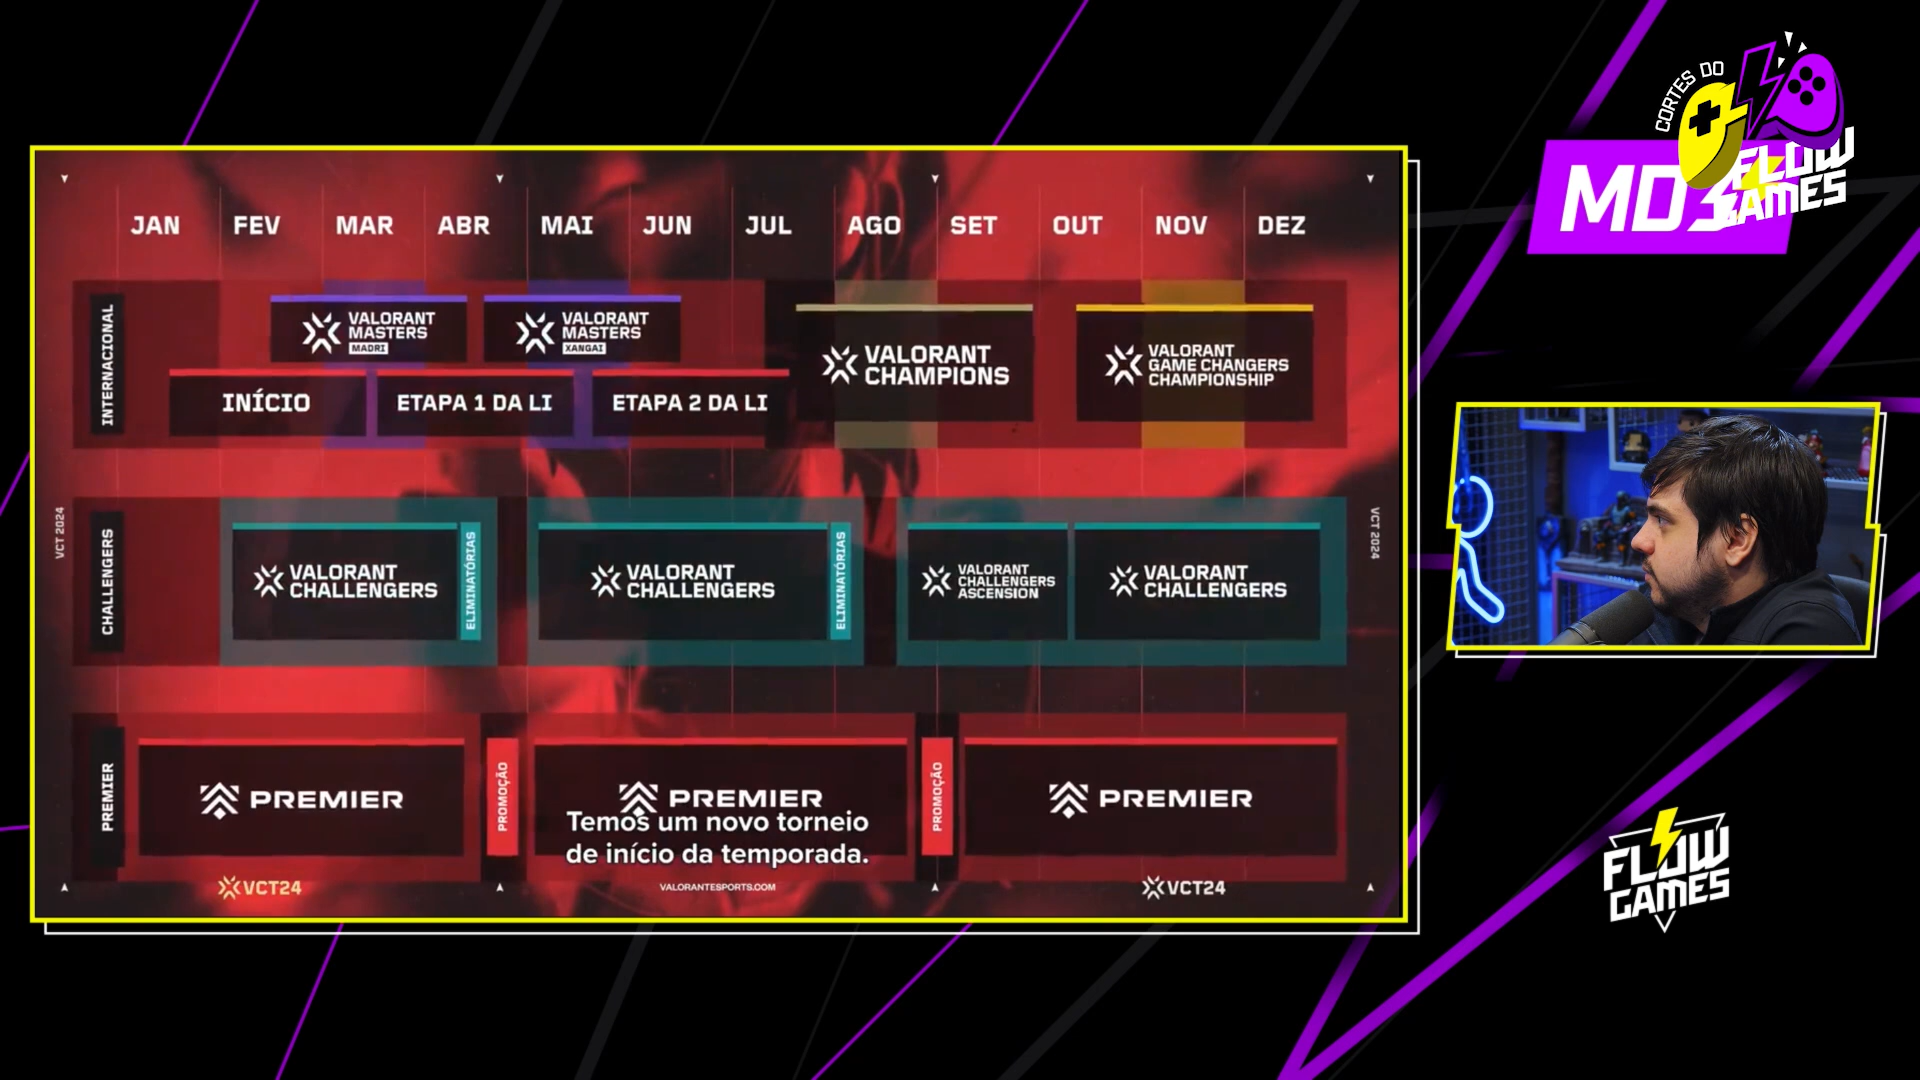 CORTES DO
FLOW
GAMES
MD3
JAN
FEV
MAR
ABR
MAI
JUN
JUL
AGO
SET
OUT
NOV
DEZ
INTERNACIONAL
VALORANT
MASTERS
MADRI
VALORANT
MASTERS
XANGAI
INÍCIO
ETAPA 1 DA LI
ETAPA 2 DA LI
VALORANT
CHAMPIONS
VALORANT
GAME CHANGERS
CHAMPIONSHIP
VCT 2024
VCT 2024
CHALLENGERS
VALORANT
CHALLENGERS
ELIMINATÓRIAS
VALORANT
CHALLENGERS
ELIMINATÓRIAS
VALORANT
CHALLENGERS
ASCENSION
VALORANT
CHALLENGERS
PREMIER
PREMIER
PROMOÇÃO
PREMIER
PROMOÇÃO
PREMIER
Temos um novo torneio
de início da temporada.
VCT24
VALORANTESPORTS.COM
VCT24
FLOW
GAMES